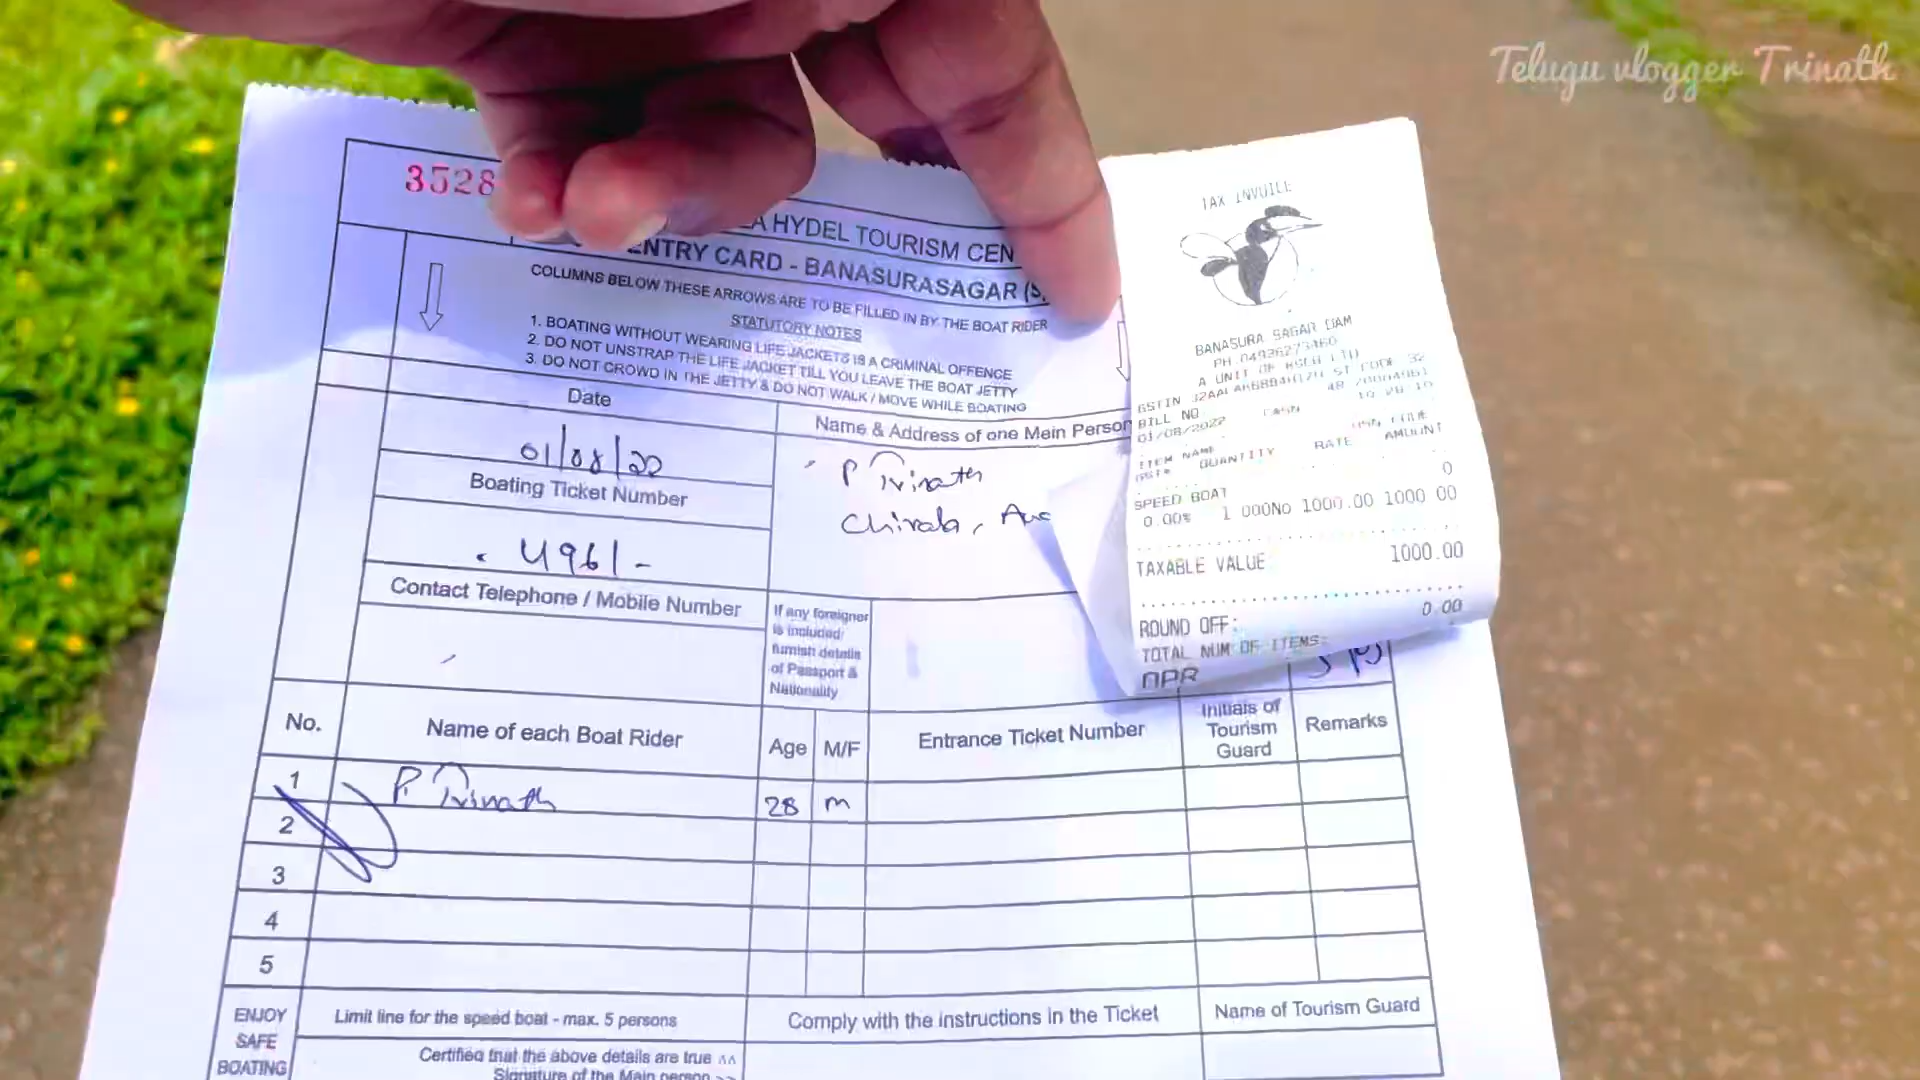 Telugu vlogger Trinath
3528
A HYDEL TOURISM CEN
ENTRY CARD - BANASURASAGAR (S
COLUMNS BELOW THESE ARROWS ARE TO BE FILLED IN BY THE BOAT RIDER
STATUTORY NOTES
1. BOATING WITHOUT WEARING LIFE JACKETS IS A CRIMINAL OFFENCE
2. DO NOT UNSTRAP THE LIFE JACKET TILL YOU LEAVE THE BOAT JETTY
3. DO NOT CROWD IN THE JETTY & DO NOT WALK / MOVE WHILE BOATING
Date
Name & Address of one Main Person
01/08/22
P Trinath
Boating Ticket Number
Chirala,
4961
Contact Telephone / Mobile Number
If any foreigner
is included
furnish details
of Passport &
Nationality
No.
Name of each Boat Rider
Age
M/F
Entrance Ticket Number
Initials of
Tourism
Guard
Remarks
1
P. Trinath
28
m
2
3
4
5
ENJOY
SAFE
BOATING
Limit line for the speed boat - max. 5 persons
Comply with the instructions in the Ticket
Name of Tourism Guard
Certified that the above details are true
Signature of the Main person
TAX INVOICE
BANASURA SAGAR DAM
PH 04936273460
A UNIT OF KSEB LTD
BILL NO
01/08/2022
CASH
ITEM NAME
QUANTITY RATE AMOUNT
SPEED BOAT 0
0.00% 1 000No 1000.00 1000 00
TAXABLE VALUE 1000.00
ROUND OFF: 0.00
TOTAL NUM OF ITEMS: